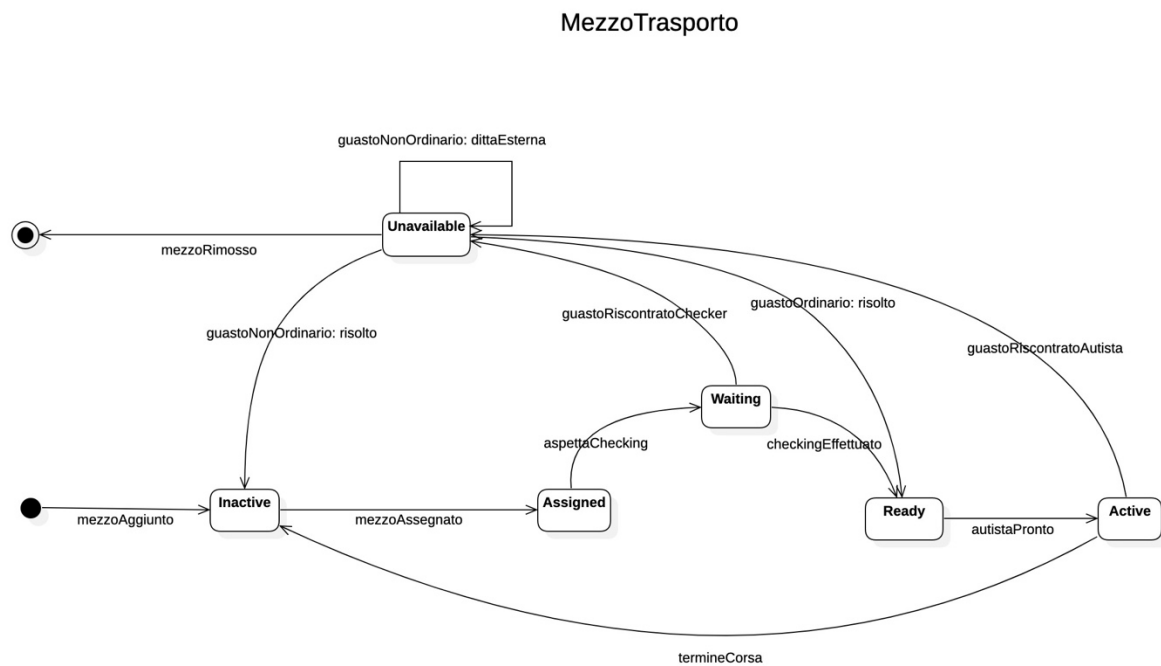 MezzoTrasporto
guastoNonOrdinario: dittaEsterna
Unavailable
mezzoRimosso
guastoOrdinario: risolto
guastoRiscontratoChecker
guastoNonOrdinario: risolto
guastoRiscontratoAutista
Waiting
aspettaChecking
checkingEffettuato
Inactive
Assigned
Ready
Active
mezzoAggiunto
mezzoAssegnato
autistaPronto
termineCorsa